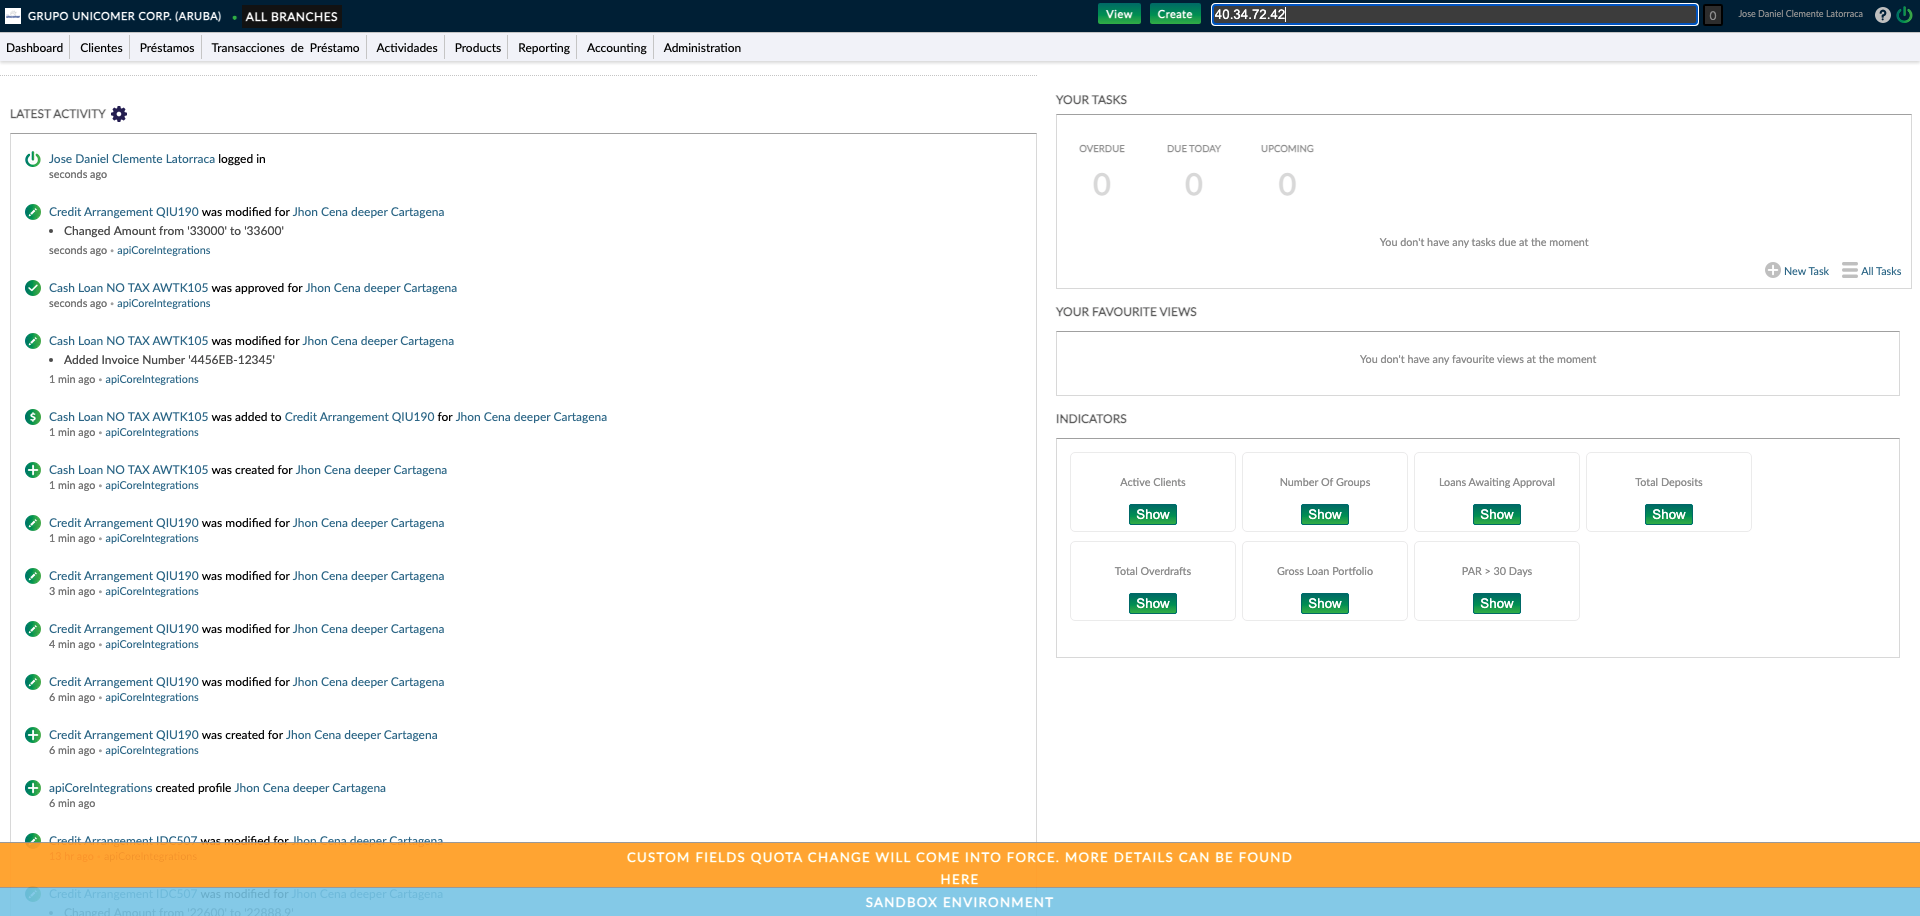 GRUPO UNICOMER CORP. (ARUBA) • ALL BRANCHES
View Create 40.34.72.42 0 Jose Daniel Clemente Latorraca ?
Dashboard Clientes Préstamos Transacciones de Préstamo Actividades Products Reporting Accounting Administration
LATEST ACTIVITY
Jose Daniel Clemente Latorraca logged in
seconds ago
Credit Arrangement QIU190 was modified for Jhon Cena deeper Cartagena
• Changed Amount from '33000' to '33600'
seconds ago • apiCoreIntegrations
Cash Loan NO TAX AWTK105 was approved for Jhon Cena deeper Cartagena
seconds ago • apiCoreIntegrations
Cash Loan NO TAX AWTK105 was modified for Jhon Cena deeper Cartagena
• Added Invoice Number '4456EB-12345'
1 min ago • apiCoreIntegrations
Cash Loan NO TAX AWTK105 was added to Credit Arrangement QIU190 for Jhon Cena deeper Cartagena
1 min ago • apiCoreIntegrations
Cash Loan NO TAX AWTK105 was created for Jhon Cena deeper Cartagena
1 min ago • apiCoreIntegrations
Credit Arrangement QIU190 was modified for Jhon Cena deeper Cartagena
1 min ago • apiCoreIntegrations
Credit Arrangement QIU190 was modified for Jhon Cena deeper Cartagena
3 min ago • apiCoreIntegrations
Credit Arrangement QIU190 was modified for Jhon Cena deeper Cartagena
4 min ago • apiCoreIntegrations
Credit Arrangement QIU190 was modified for Jhon Cena deeper Cartagena
6 min ago • apiCoreIntegrations
Credit Arrangement QIU190 was created for Jhon Cena deeper Cartagena
6 min ago • apiCoreIntegrations
apiCoreIntegrations created profile Jhon Cena deeper Cartagena
6 min ago
Credit Arrangement IDC507 was modified for Jhon Cena deeper Cartagena
13 hr ago • apiCoreIntegrations
Credit Arrangement IDC507 was modified for Jhon Cena deeper Cartagena
• Changed Amount from '22600' to '22888.9'
YOUR TASKS
OVERDUE DUE TODAY UPCOMING
0 0 0
You don't have any tasks due at the moment
New Task All Tasks
YOUR FAVOURITE VIEWS
You don't have any favourite views at the moment
INDICATORS
Active Clients Number Of Groups Loans Awaiting Approval Total Deposits
Show Show Show Show
Total Overdrafts Gross Loan Portfolio PAR > 30 Days
Show Show Show
CUSTOM FIELDS QUOTA CHANGE WILL COME INTO FORCE. MORE DETAILS CAN BE FOUND
HERE
SANDBOX ENVIRONMENT